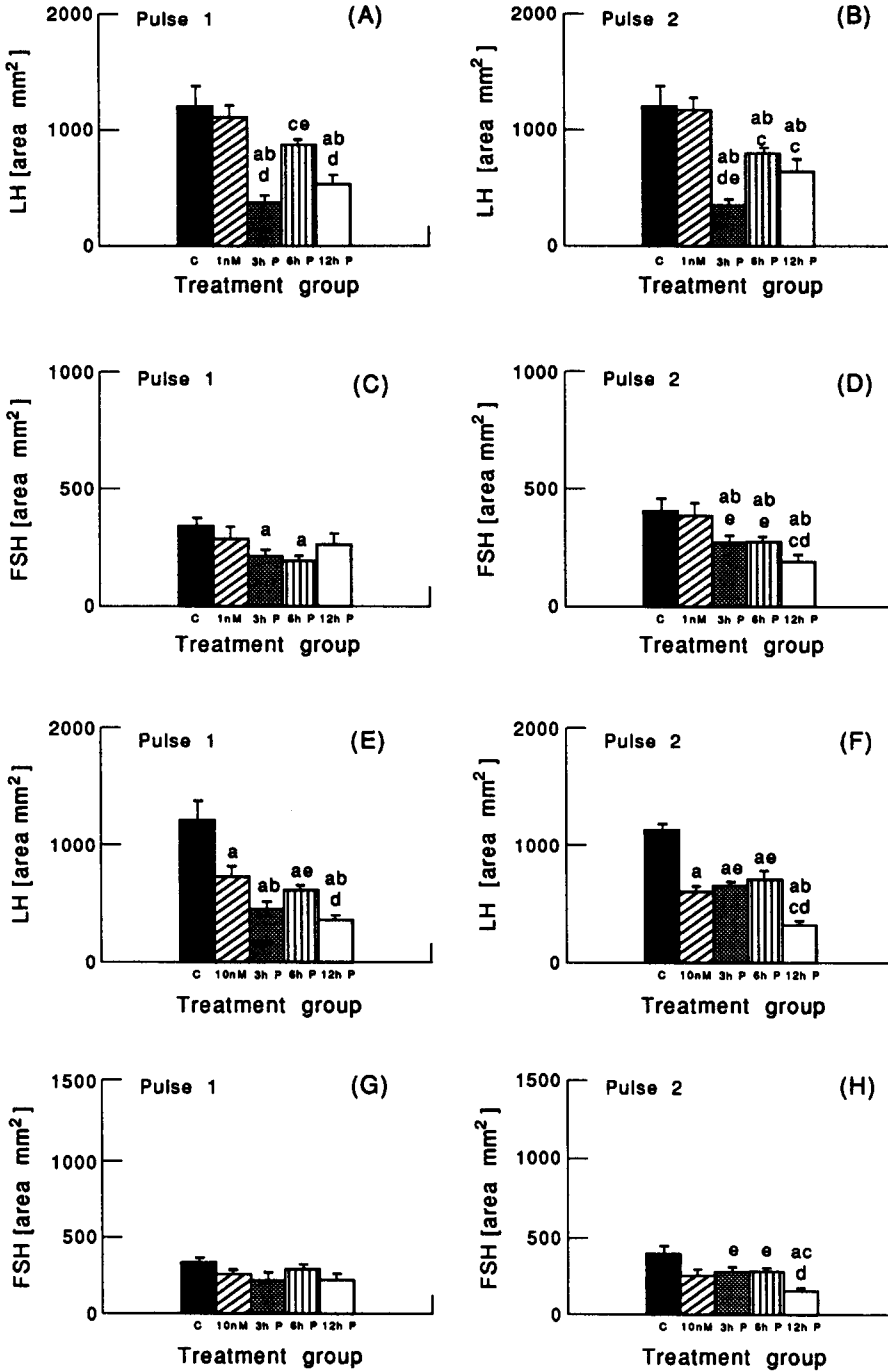 Pulse 1
(A)
LH [area mm²]
2000
1000
0
ab
d
ce
ab
d
C 1nM 3h P 6h P 12h P
Treatment group
Pulse 2
(B)
LH [area mm²]
2000
1000
0
ab
de
ab
c
ab
c
C 1nM 3h P 6h P 12h P
Treatment group
Pulse 1
(C)
FSH [area mm²]
1000
500
0
a
a
C 1nM 3h P 6h P 12h P
Treatment group
Pulse 2
(D)
FSH [area mm²]
1000
500
0
ab
e
ab
e
ab
cd
C 1nM 3h P 6h P 12h P
Treatment group
Pulse 1
(E)
LH [area mm²]
2000
1000
0
a
ab
ae
ab
d
C 10nM 3h P 6h P 12h P
Treatment group
Pulse 2
(F)
LH [area mm²]
2000
1000
0
a
ae
ae
ab
cd
C 10nM 3h P 6h P 12h P
Treatment group
Pulse 1
(G)
FSH [area mm²]
1500
1000
500
0
C 10nM 3h P 6h P 12h P
Treatment group
Pulse 2
(H)
FSH [area mm²]
1500
1000
500
0
e
e
ac
d
C 10nM 3h P 6h P 12h P
Treatment group